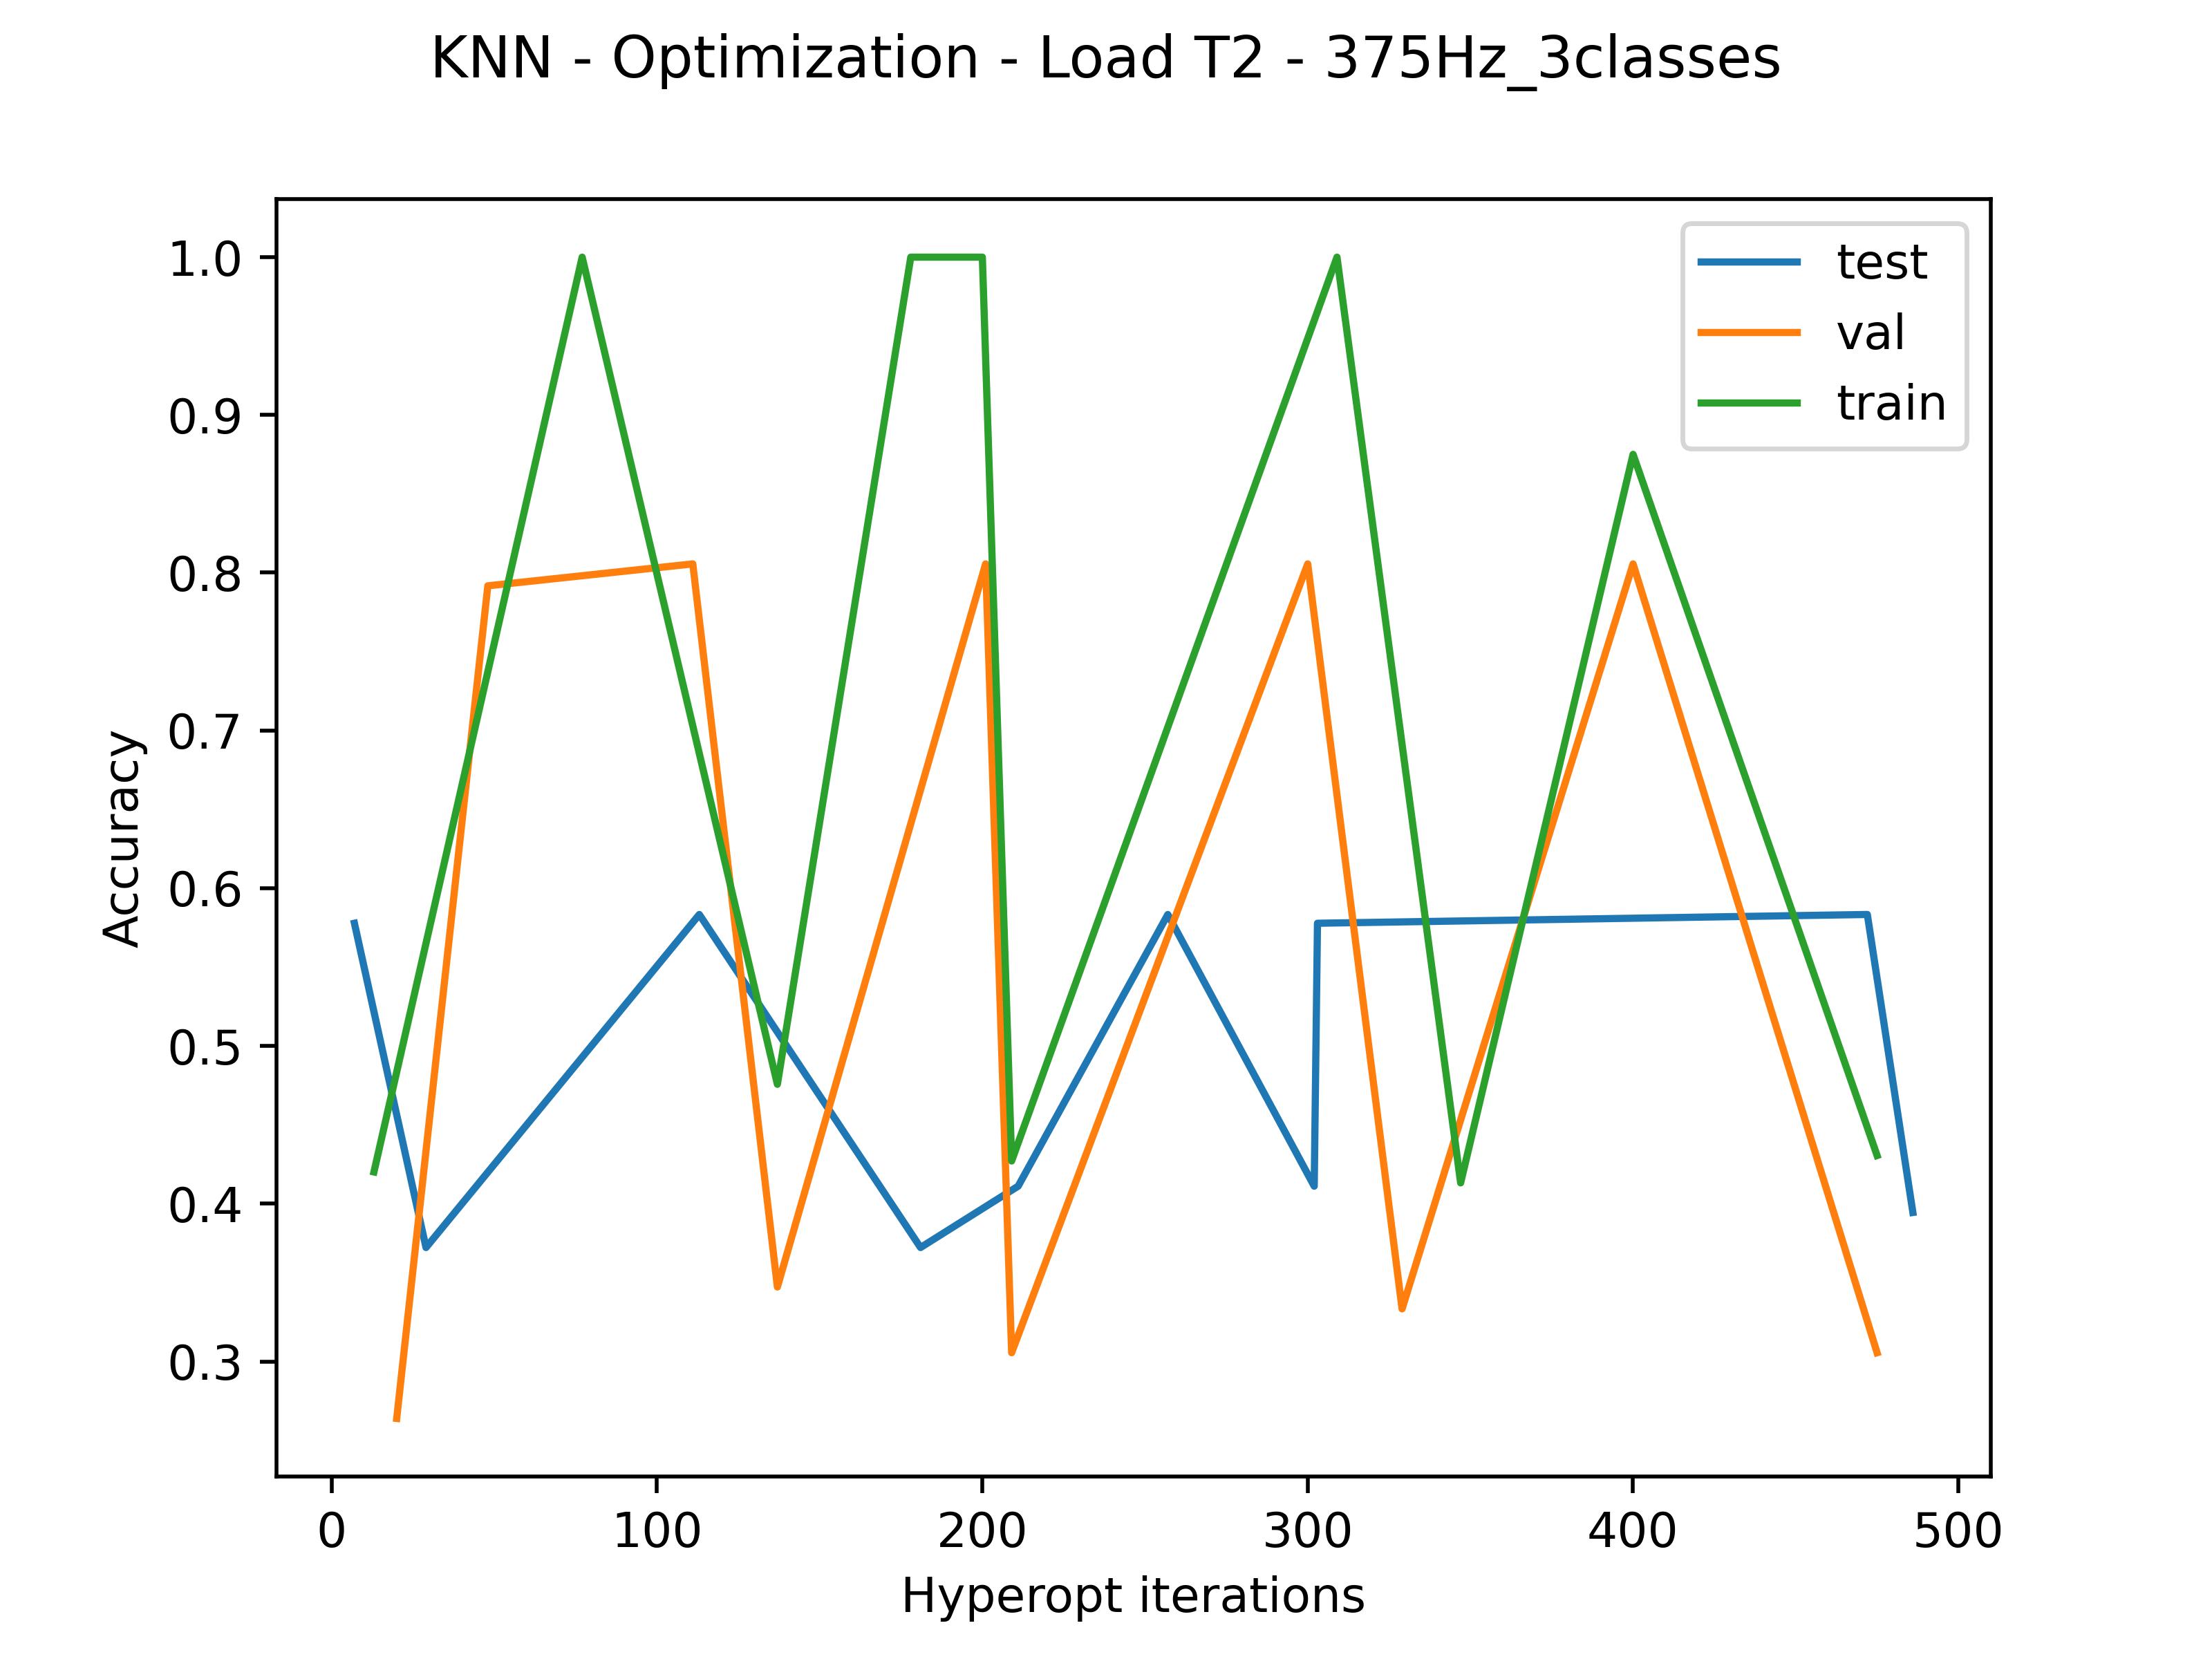 KNN - Optimization - Load T2 - 375Hz_3classes
1.0
0.9
0.8
0.7
0.6
0.5
0.4
0.3
Accuracy
test
val
train
0 100 200 300 400 500
Hyperopt iterations